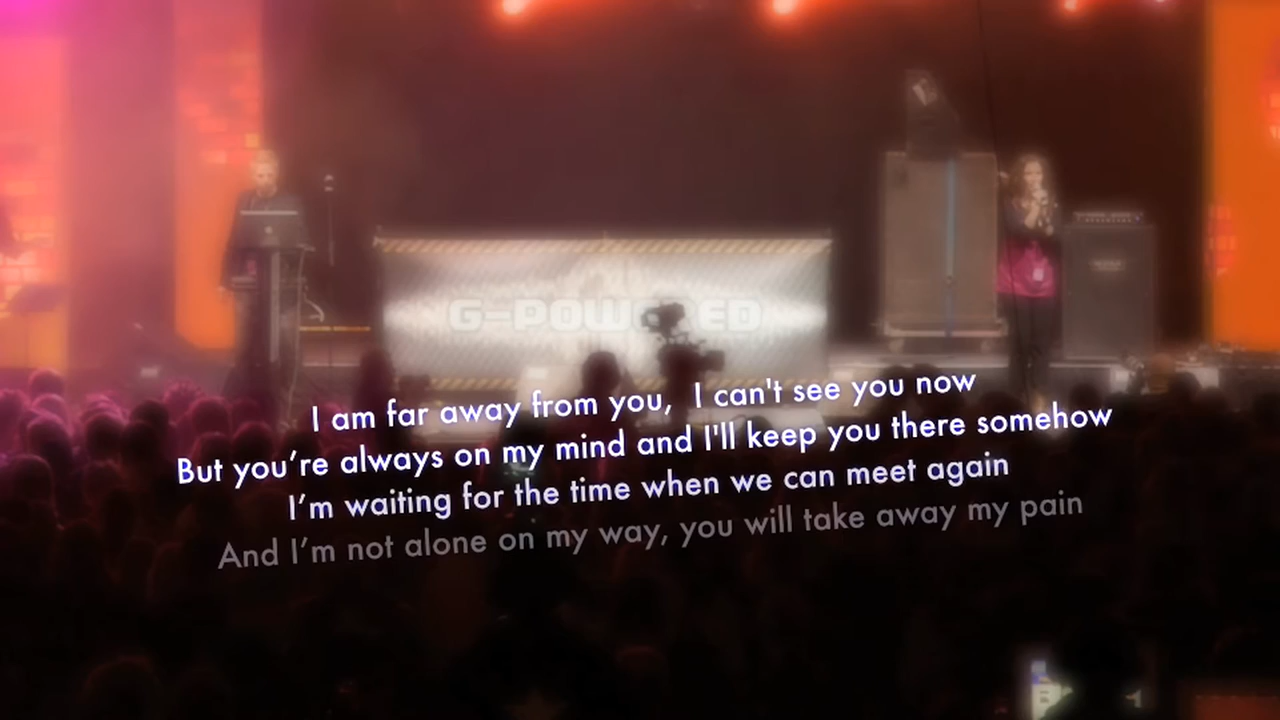 G-POWERED
I am far away from you, I can't see you now
But you’re always on my mind and I'll keep you there somehow
I’m waiting for the time when we can meet again
And I’m not alone on my way, you will take away my pain